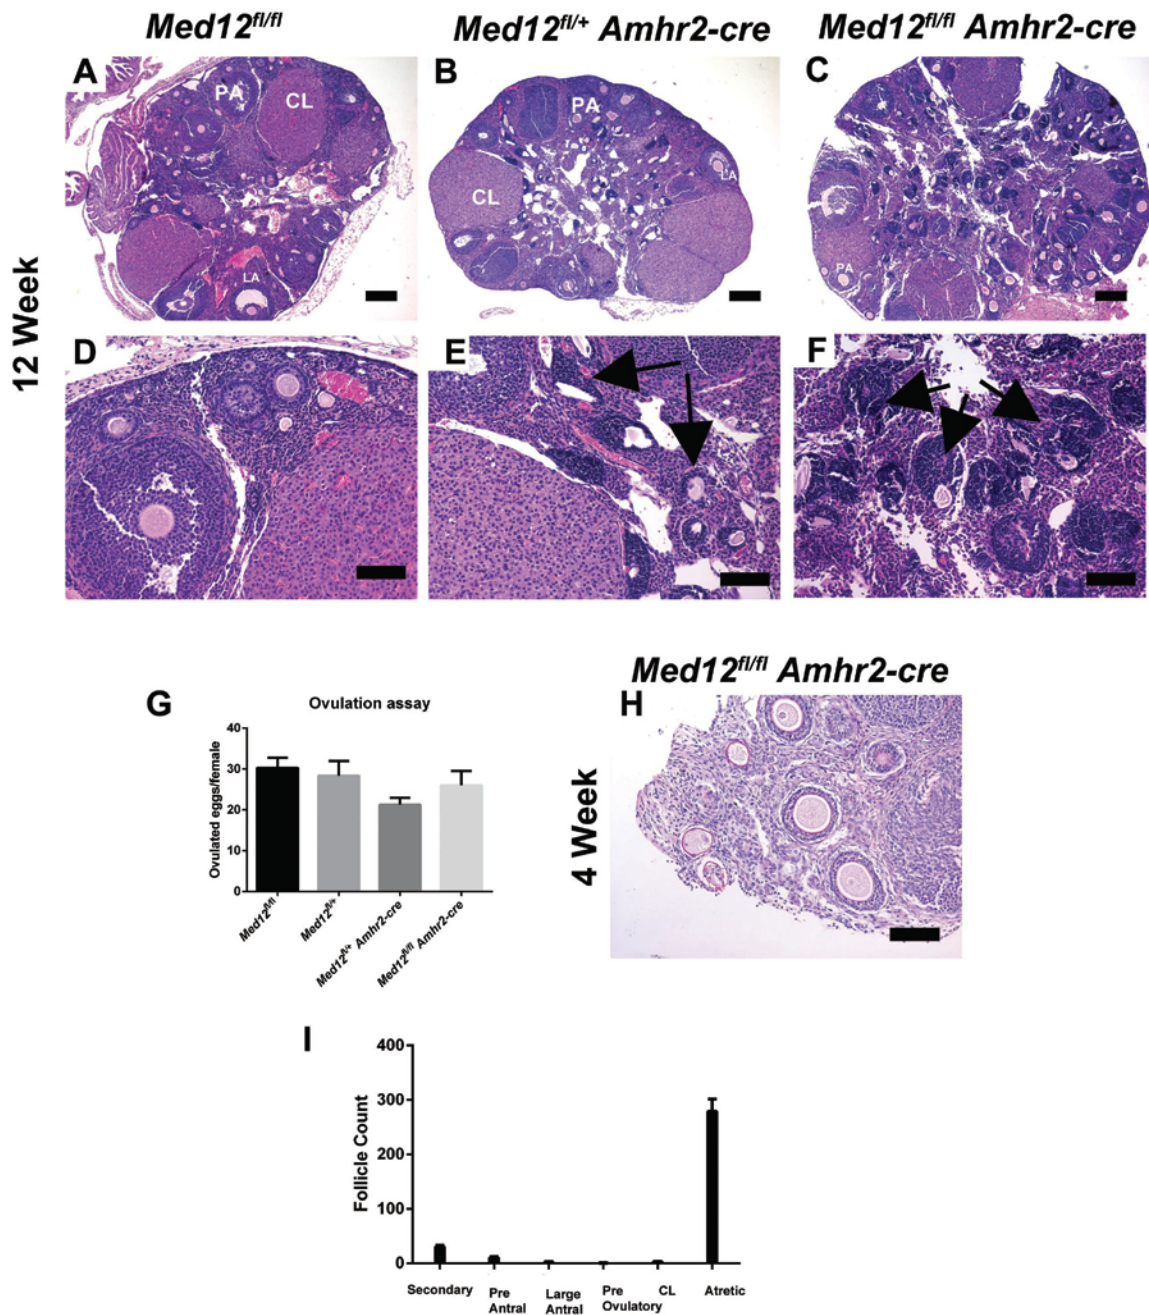 Med12fl/fl
Med12fl/+ Amhr2-cre
Med12fl/fl Amhr2-cre
12 Week
A
PA
CL
LA
B
PA
CL
LA
C
PA
D
E
F
G
Ovulation assay
Ovulated eggs/female
40
30
20
10
0
Med12fl/fl
Med12fl/+
Med12fl/+ Amhr2-cre
Med12fl/fl Amhr2-cre
Med12fl/fl Amhr2-cre
H
4 Week
I
Follicle Count
400
300
200
100
0
Secondary
Pre
Antral
Large
Antral
Pre
Ovulatory
CL
Atretic